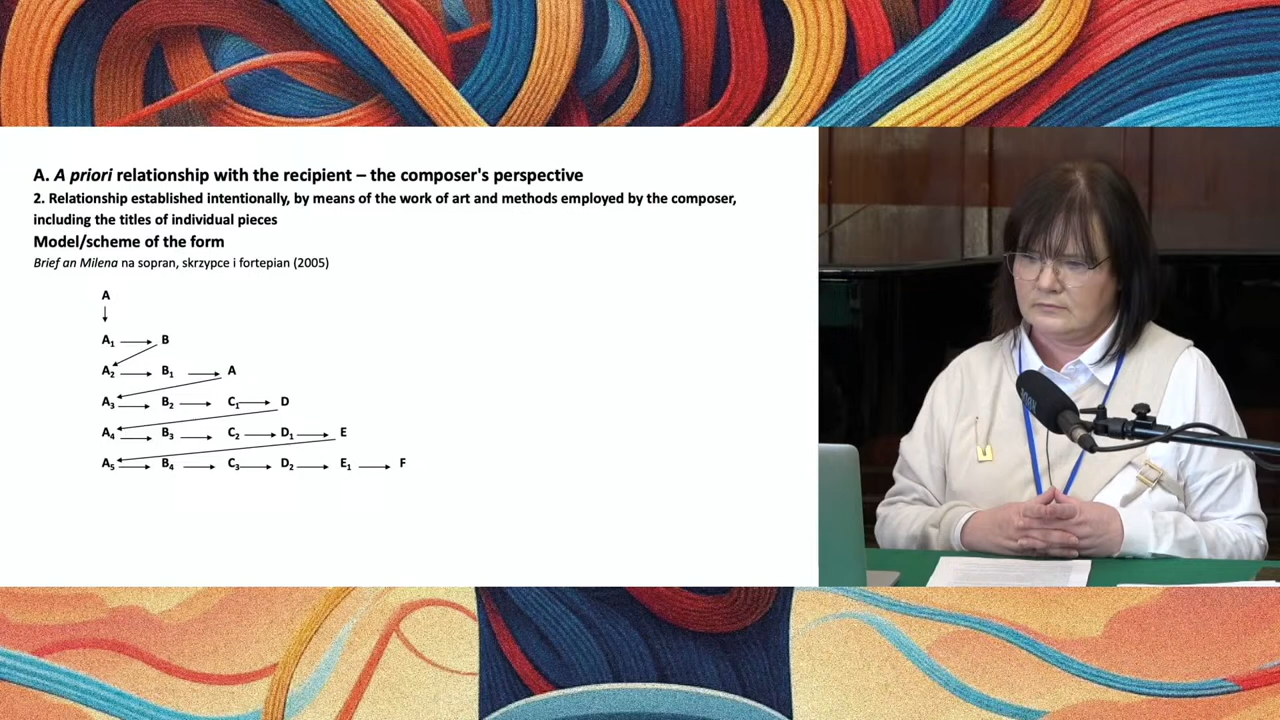 A. A priori relationship with the recipient – the composer's perspective
2. Relationship established intentionally, by means of the work of art and methods employed by the composer,
including the titles of individual pieces
Model/scheme of the form
Brief an Milena na sopran, skrzypce i fortepian (2005)
A
↓
A₁ → B
A₂ → B₁ → A
A₃ → B₂ → C₁ → D
A₄ → B₃ → C₂ → D₁ → E
A₅ → B₄ → C₃ → D₂ → E₁ → F